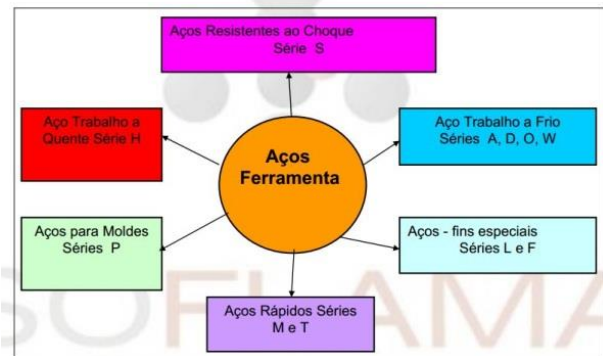 Aços Resistentes ao Choque
Série S
Aço Trabalho a
Quente Série H
Aço Trabalho a Frio
Séries A, D, O, W
Aços
Ferramenta
Aços para Moldes
Séries P
Aços - fins especiais
Séries L e F
Aços Rápidos Séries
M e T